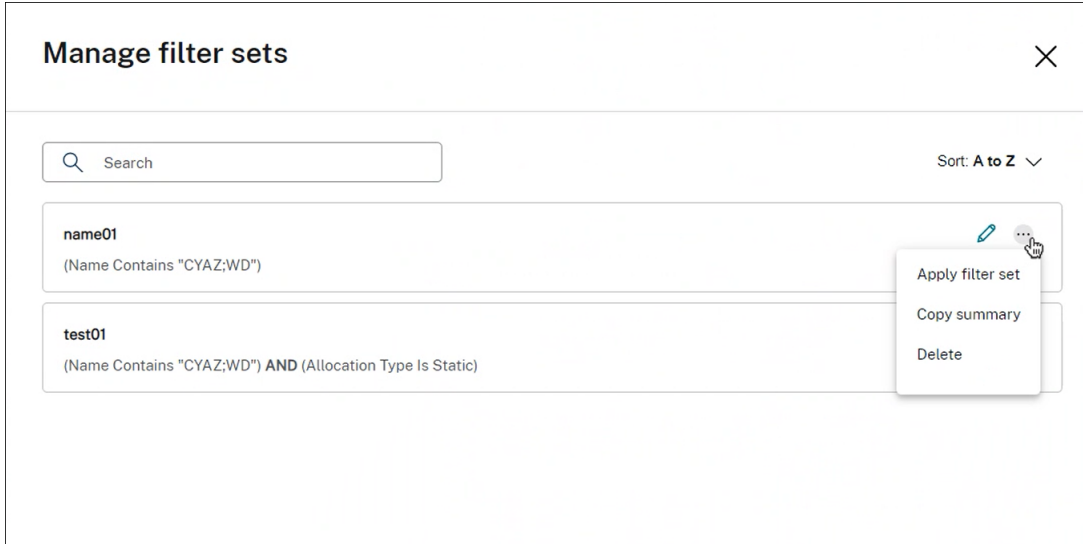 Manage filter sets
Search
Sort: A to Z
name01
(Name Contains "CYAZ;WD")
Apply filter set
Copy summary
Delete
test01
(Name Contains "CYAZ;WD") AND (Allocation Type Is Static)